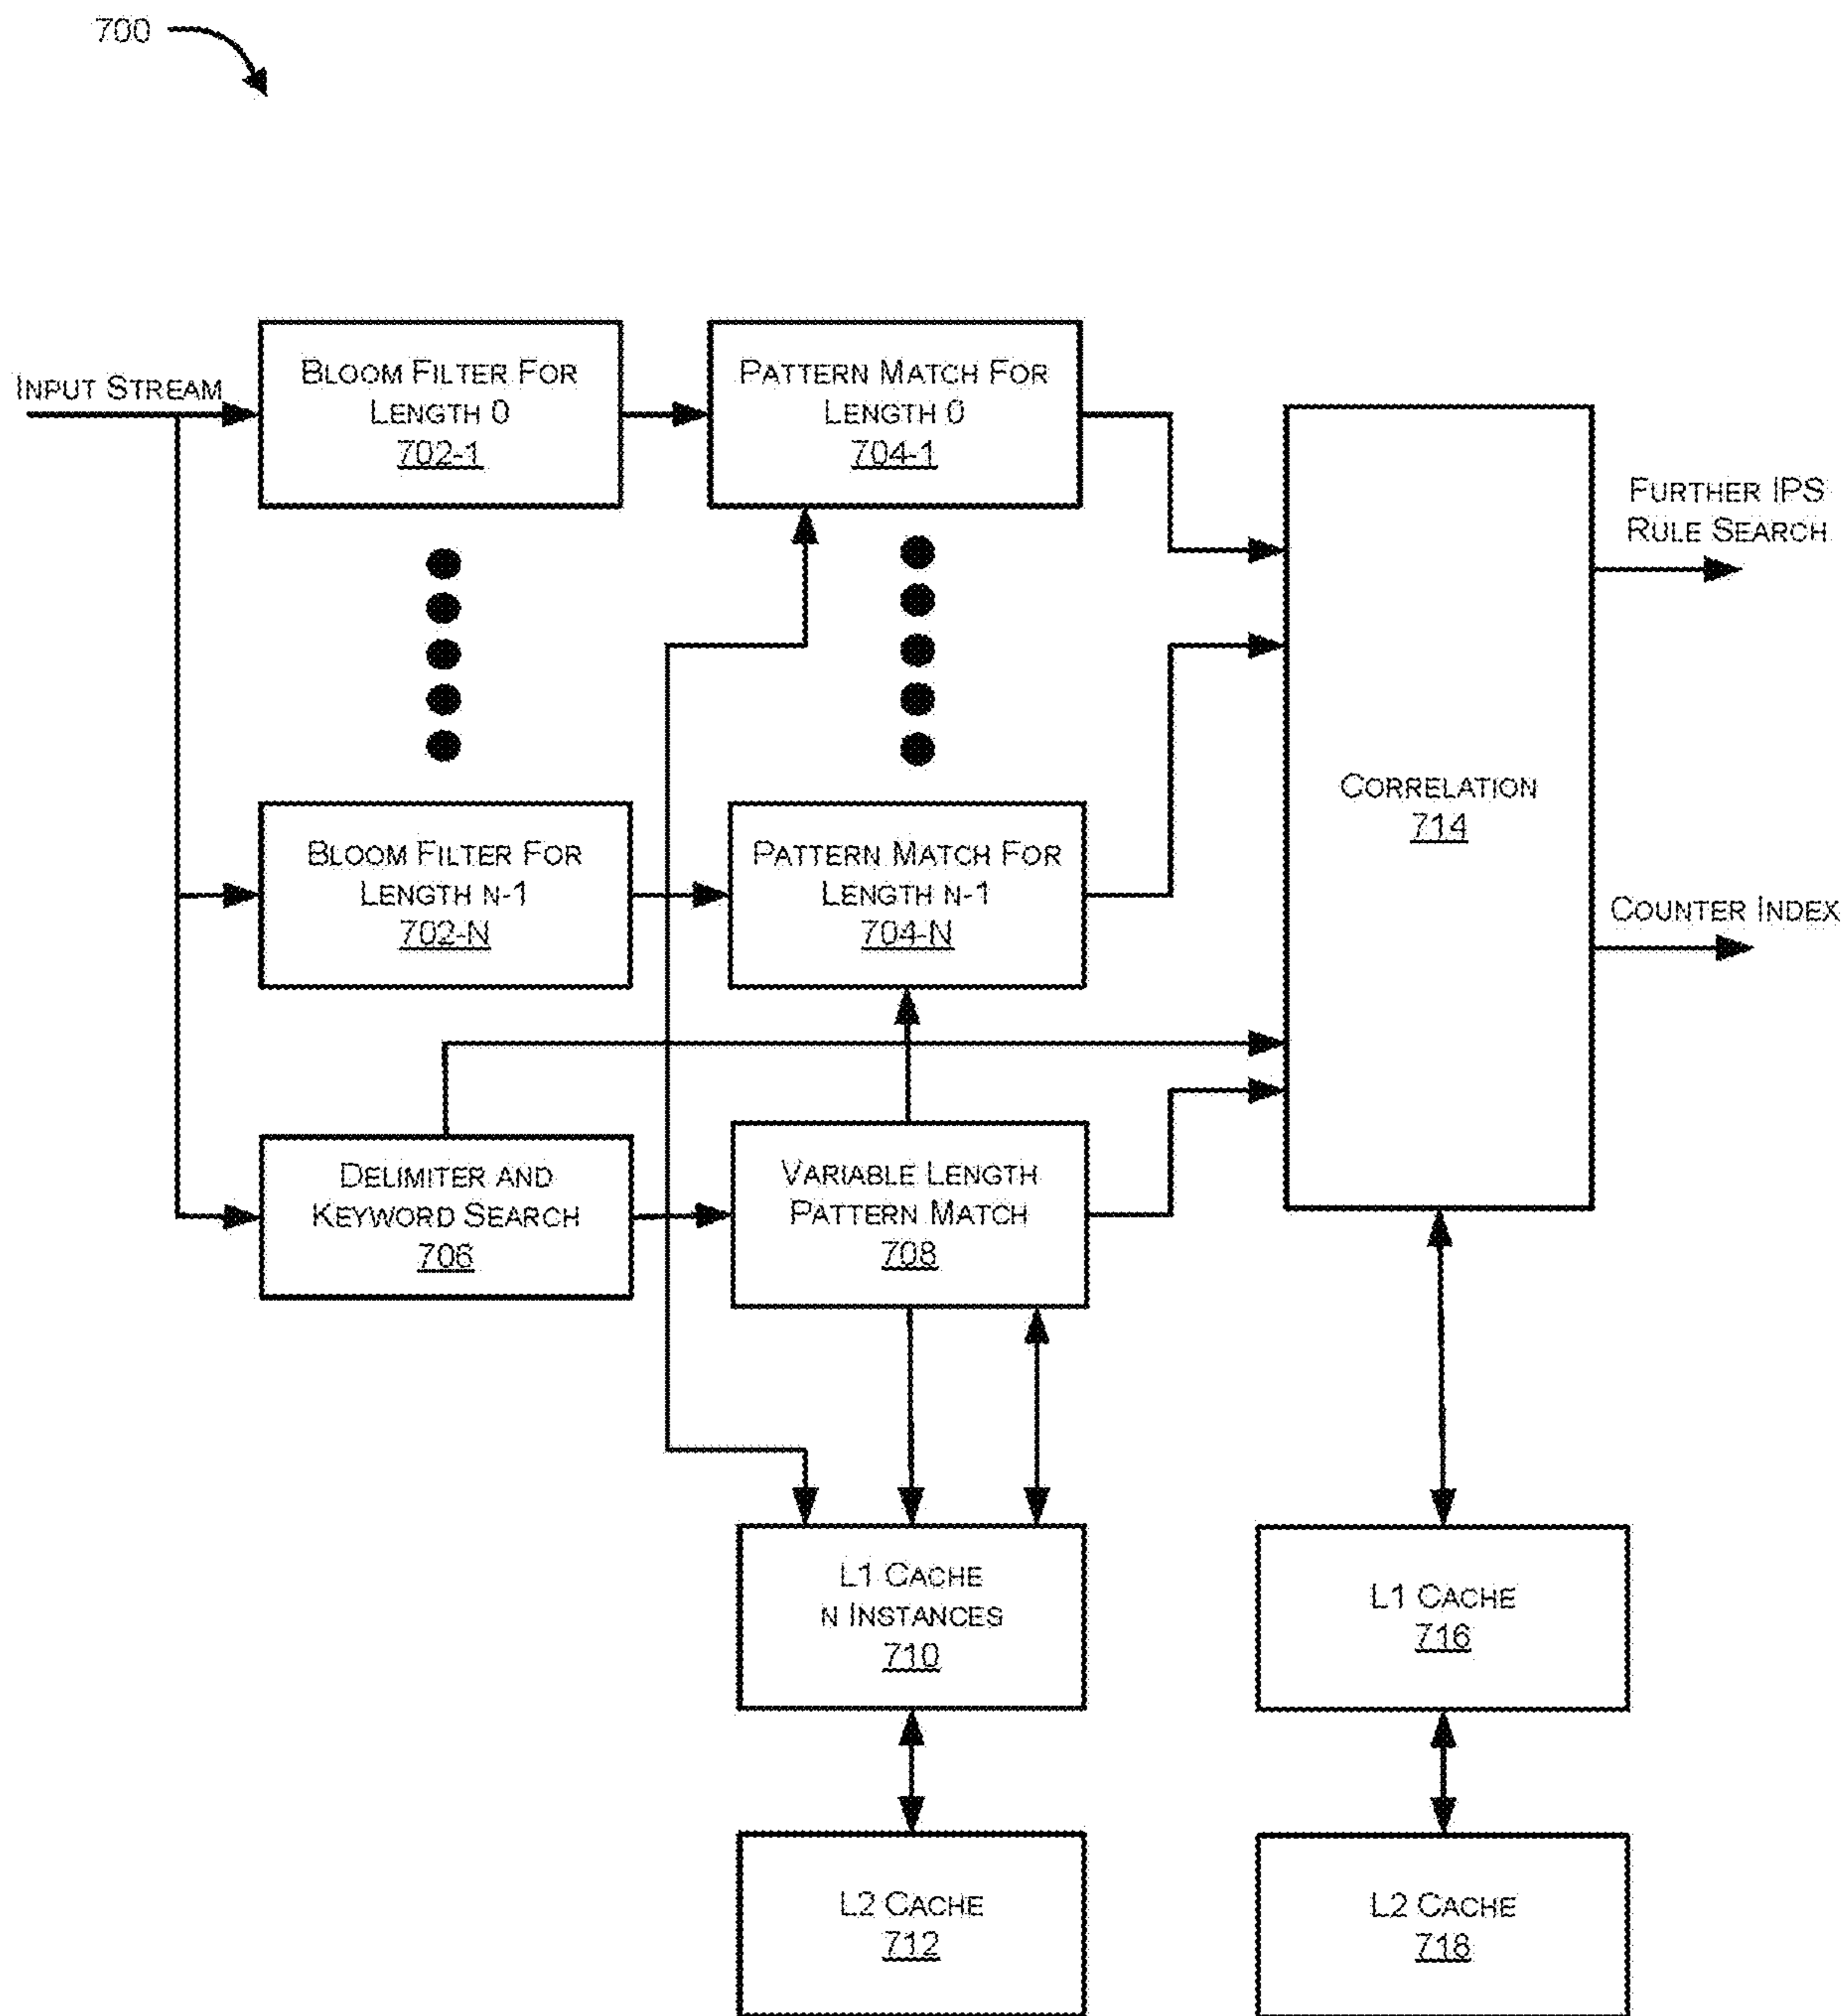 700
INPUT STREAM
BLOOM FILTER FOR
LENGTH 0
702-1
PATTERN MATCH FOR
LENGTH 0
704-1
FURTHER IPS
RULE SEARCH
BLOOM FILTER FOR
LENGTH N-1
702-N
PATTERN MATCH FOR
LENGTH N-1
704-N
CORRELATION
714
COUNTER INDEX
DELIMITER AND
KEYWORD SEARCH
706
VARIABLE LENGTH
PATTERN MATCH
708
L1 CACHE
N INSTANCES
710
L1 CACHE
716
L2 CACHE
712
L2 CACHE
718